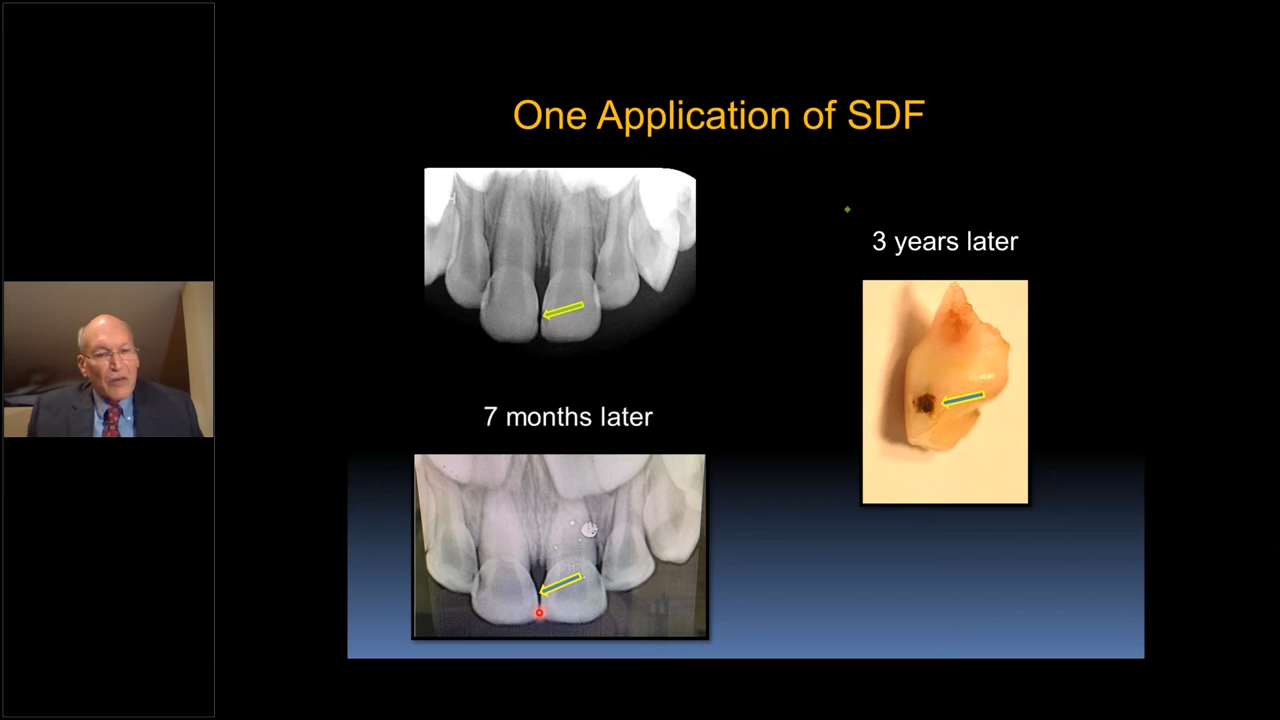 One Application of SDF
3 years later
7 months later